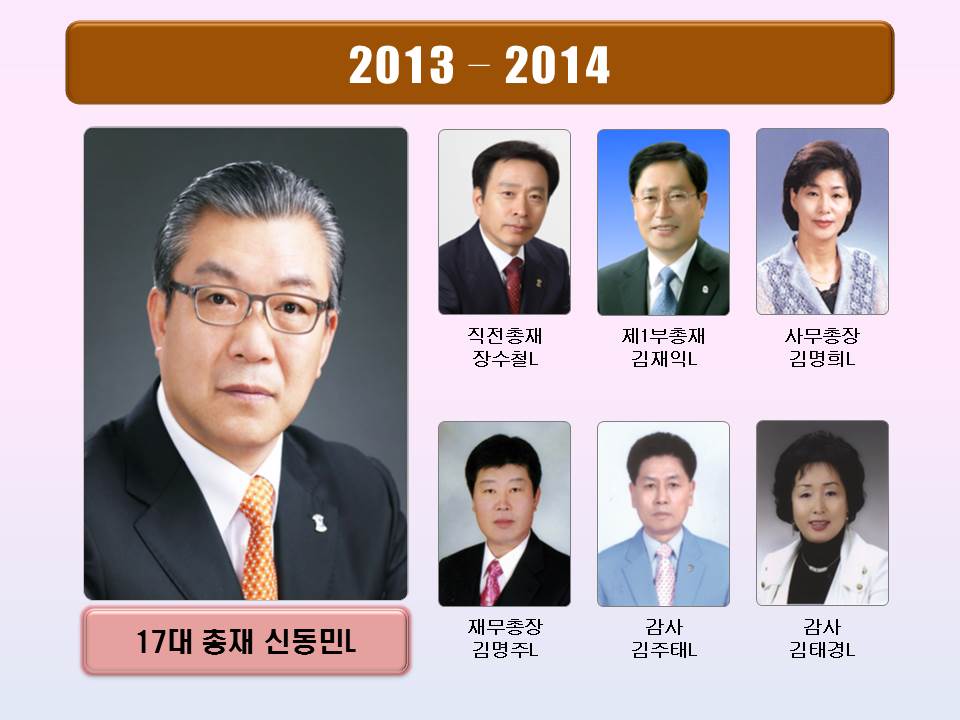 2013 – 2014
직전총재
장수철L
제1부총재
김재익L
사무총장
김명희L
17대 총재 신동민L
재무총장
김명주L
감사
김주태L
감사
김태경L